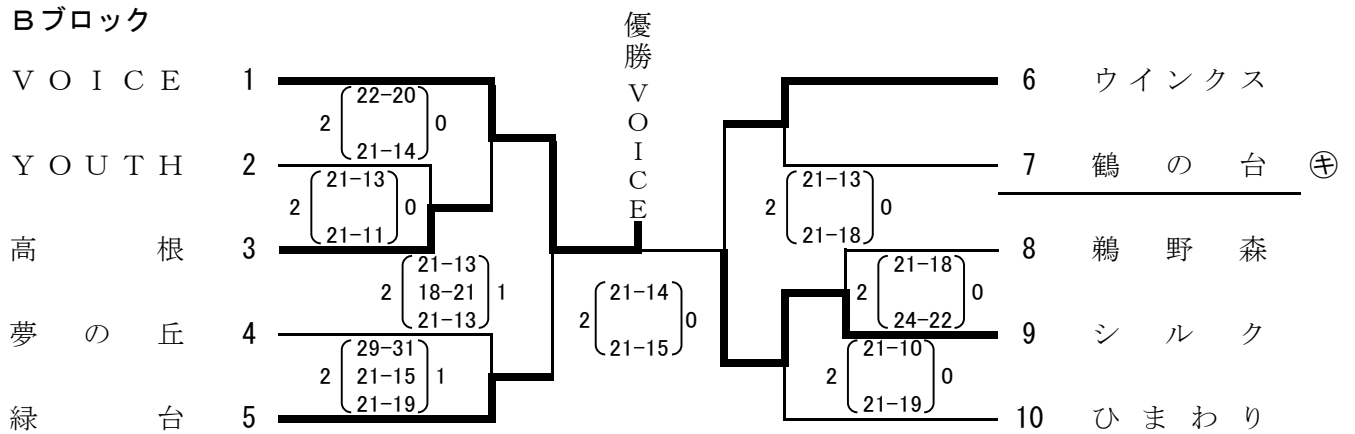 Bブロック
優勝 VOICE
VOICE 1
22-20
2 0
21-14
YOUTH 2
21-13
2 0
21-11
高根 3
21-13
2 18-21 1
21-13
夢の丘 4
29-31
2 21-15 1
21-19
緑台 5
21-14
2 0
21-15
6 ウインクス
7 鶴の台 ㋖
21-13
2 0
21-18
8 鵜野森
21-18
2 0
24-22
9 シルク
21-10
2 0
21-19
10 ひまわり